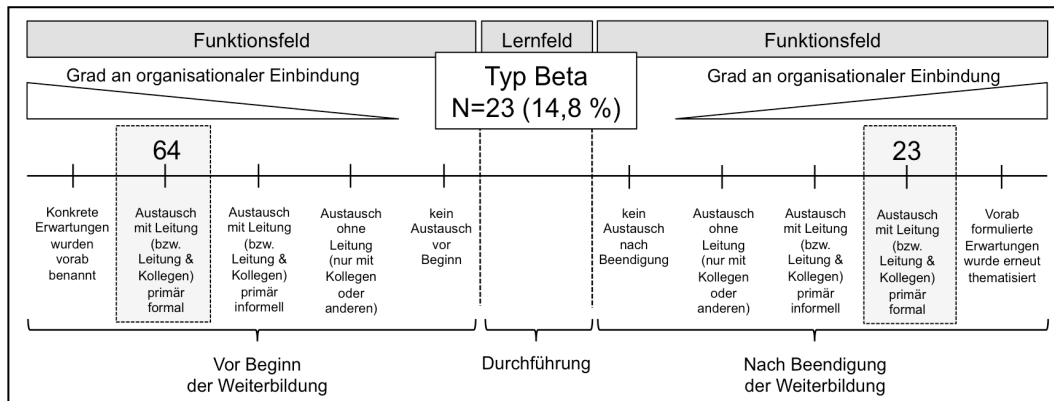 Funktionsfeld
Lernfeld
Funktionsfeld
Grad an organisationaler Einbindung
Typ Beta
N=23 (14,8 %)
Grad an organisationaler Einbindung
64
23
Konkrete
Erwartungen
wurden
vorab
benannt
Austausch
mit Leitung
(bzw.
Leitung &
Kollegen)
primär
formal
Austausch
mit Leitung
(bzw.
Leitung &
Kollegen)
primär
informell
Austausch
ohne
Leitung
(nur mit
Kollegen
oder
anderen)
kein
Austausch
vor
Beginn
kein
Austausch
nach
Beendigung
Austausch
ohne
Leitung
(nur mit
Kollegen
oder
anderen)
Austausch
mit Leitung
(bzw.
Leitung &
Kollegen)
primär
informell
Austausch
mit Leitung
(bzw.
Leitung &
Kollegen)
primär
formal
Vorab
formulierte
Erwartungen
wurde erneut
thematisiert
Vor Beginn
der Weiterbildung
Durchführung
Nach Beendigung
der Weiterbildung